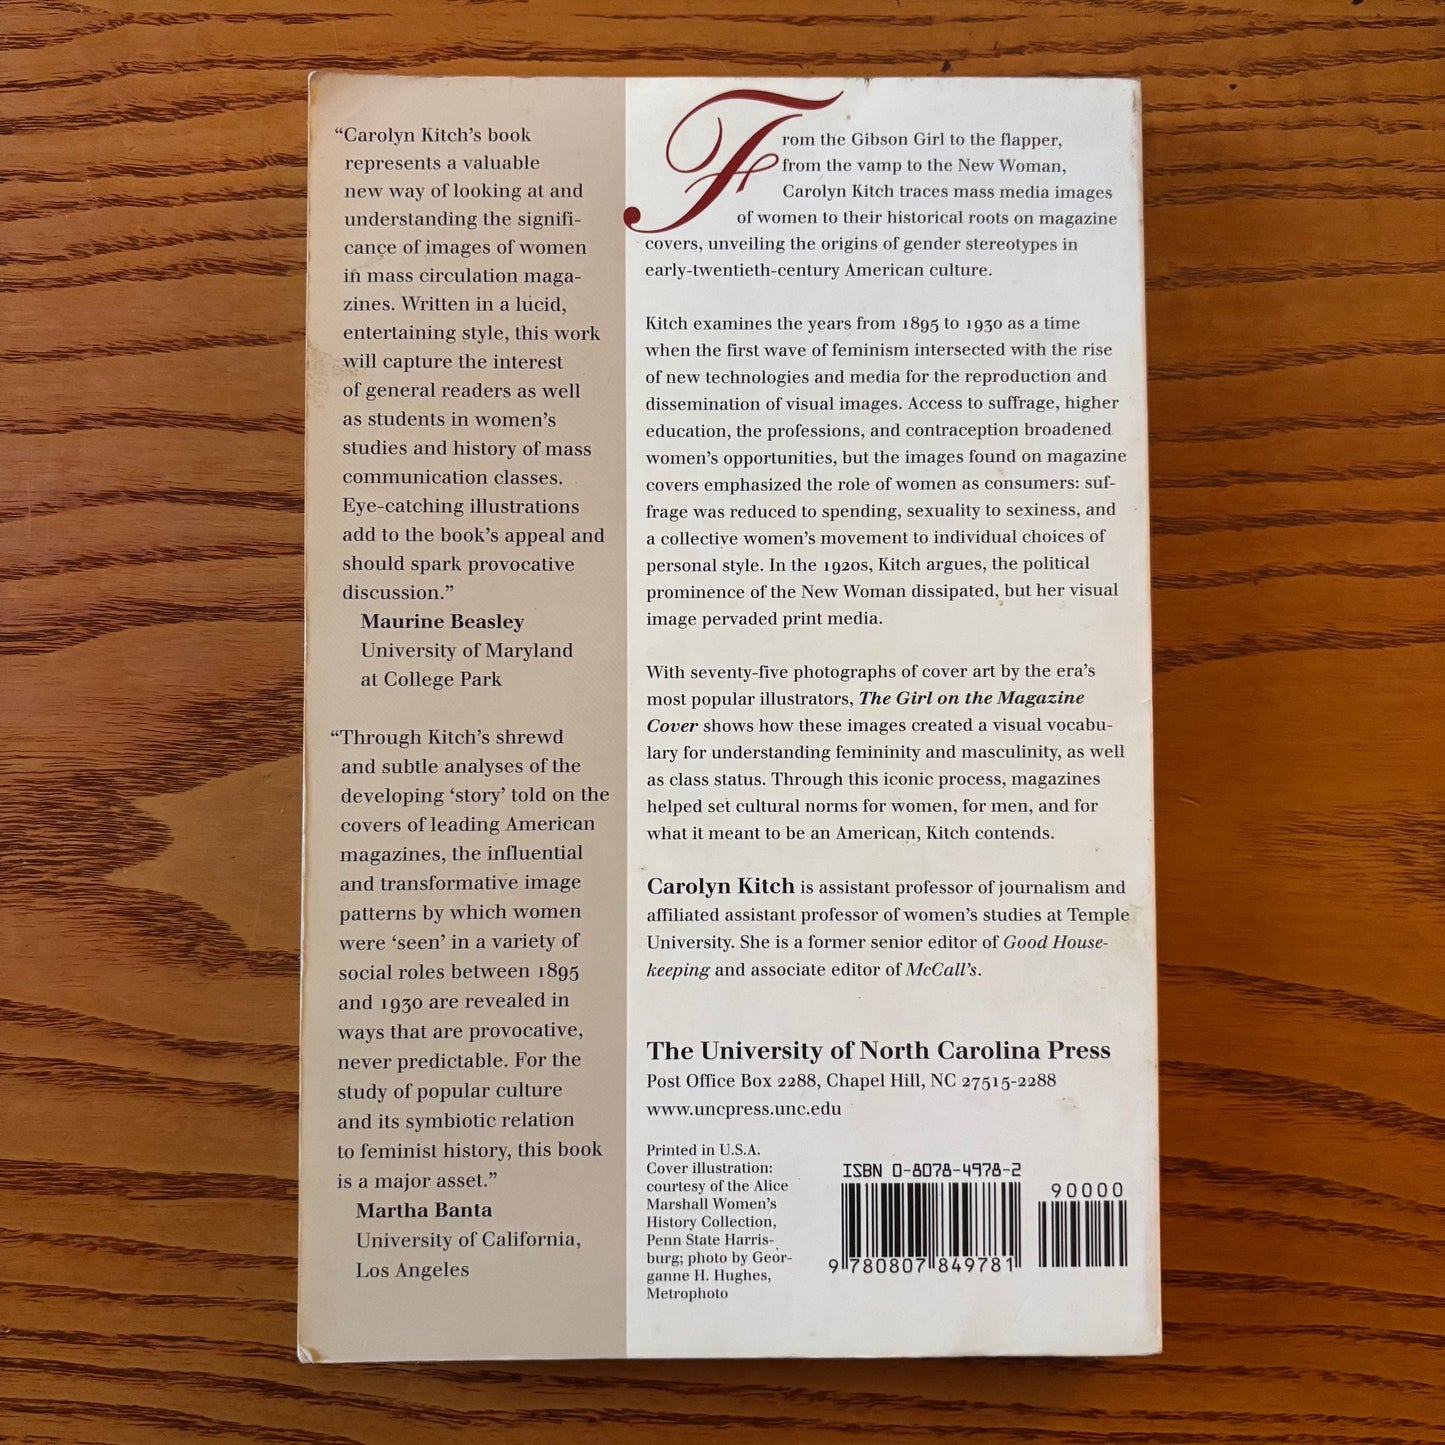 “Carolyn Kitch’s book
represents a valuable
new way of looking at and
understanding the signifi-
cance of images of women
in mass circulation maga-
zines. Written in a lucid,
entertaining style, this work
will capture the interest
of general readers as well
as students in women’s
studies and history of mass
communication classes.
Eye-catching illustrations
add to the book’s appeal and
should spark provocative
discussion.”
Maurine Beasley
University of Maryland
at College Park
“Through Kitch’s shrewd
and subtle analyses of the
developing ‘story’ told on the
covers of leading American
magazines, the influential
and transformative image
patterns by which women
were ‘seen’ in a variety of
social roles between 1895
and 1930 are revealed in
ways that are provocative,
never predictable. For the
study of popular culture
and its symbiotic relation
to feminist history, this book
is a major asset.”
Martha Banta
University of California,
Los Angeles
From the Gibson Girl to the flapper,
from the vamp to the New Woman,
Carolyn Kitch traces mass media images
of women to their historical roots on magazine
covers, unveiling the origins of gender stereotypes in
early-twentieth-century American culture.
Kitch examines the years from 1895 to 1930 as a time
when the first wave of feminism intersected with the rise
of new technologies and media for the reproduction and
dissemination of visual images. Access to suffrage, higher
education, the professions, and contraception broadened
women’s opportunities, but the images found on magazine
covers emphasized the role of women as consumers: suf-
frage was reduced to spending, sexuality to sexiness, and
a collective women’s movement to individual choices of
personal style. In the 1920s, Kitch argues, the political
prominence of the New Woman dissipated, but her visual
image pervaded print media.
With seventy-five photographs of cover art by the era’s
most popular illustrators, The Girl on the Magazine
Cover shows how these images created a visual vocabu-
lary for understanding femininity and masculinity, as well
as class status. Through this iconic process, magazines
helped set cultural norms for women, for men, and for
what it meant to be an American, Kitch contends.
Carolyn Kitch is assistant professor of journalism and
affiliated assistant professor of women’s studies at Temple
University. She is a former senior editor of Good House-
keeping and associate editor of McCall’s.
The University of North Carolina Press
Post Office Box 2288, Chapel Hill, NC 27515-2288
www.uncpress.unc.edu
Printed in U.S.A.
Cover illustration:
courtesy of the Alice
Marshall Women’s
History Collection,
Penn State Harris-
burg; photo by Geor-
ganne H. Hughes,
Metrophoto
ISBN 0-8078-4978-2
90000
9 780807 849781